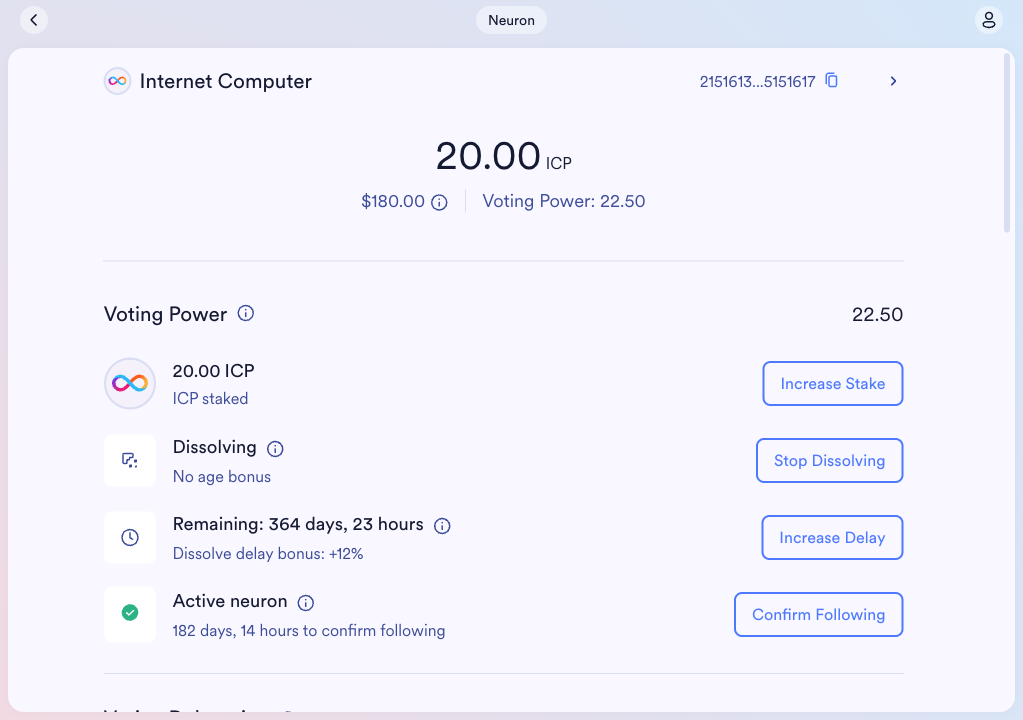 Neuron
Internet Computer
2151613...5151617
20.00 ICP
$180.00
Voting Power: 22.50
Voting Power
22.50
20.00 ICP
ICP staked
Increase Stake
Dissolving
No age bonus
Stop Dissolving
Remaining: 364 days, 23 hours
Dissolve delay bonus: +12%
Increase Delay
Active neuron
182 days, 14 hours to confirm following
Confirm Following